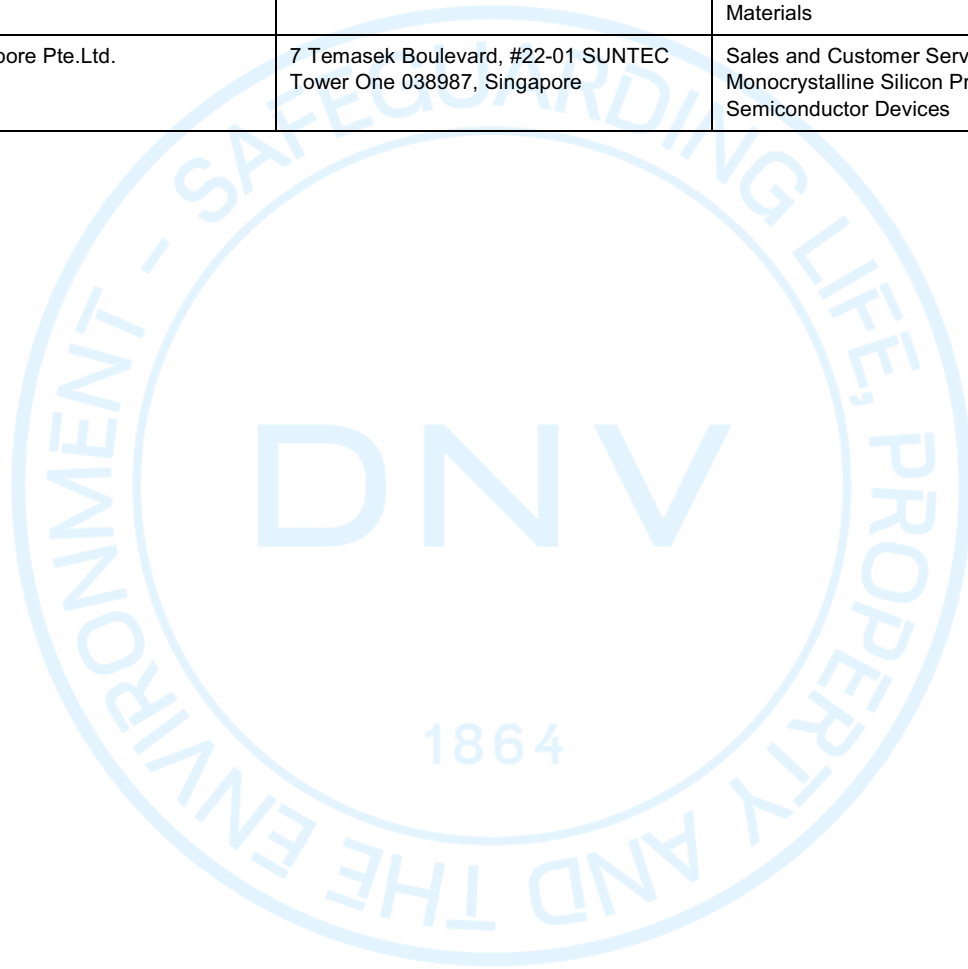 Materials
pore Pte.Ltd.
7 Temasek Boulevard, #22-01 SUNTEC
Tower One 038987, Singapore
Sales and Customer Serv
Monocrystalline Silicon Pr
Semiconductor Devices
SAFEGUARDING LIFE, PROPERTY AND THE ENVIRONMENT -
DNV
1864